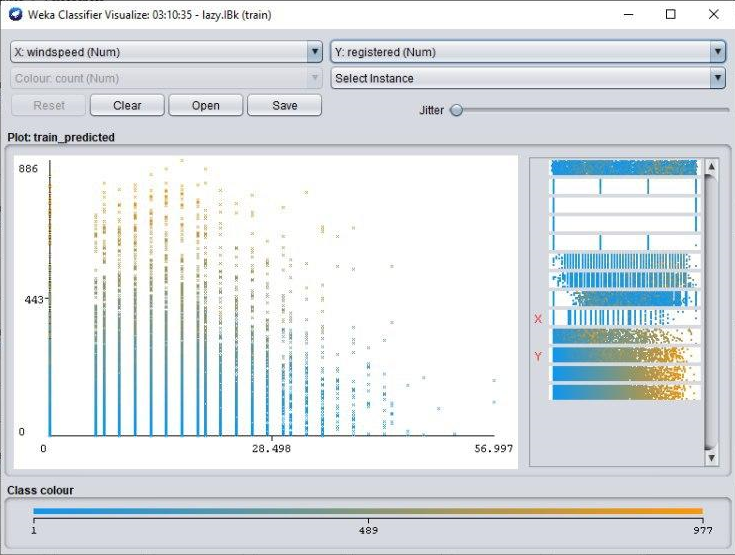 Weka Classifier Visualize: 03:10:35 - lazy.IBk (train)
X: windspeed (Num)
Y: registered (Num)
Colour: count (Num)
Select Instance
Reset
Clear
Open
Save
Jitter
Plot: train_predicted
886
443
0
0
28.498
56.997
X
Y
Class colour
1
489
977